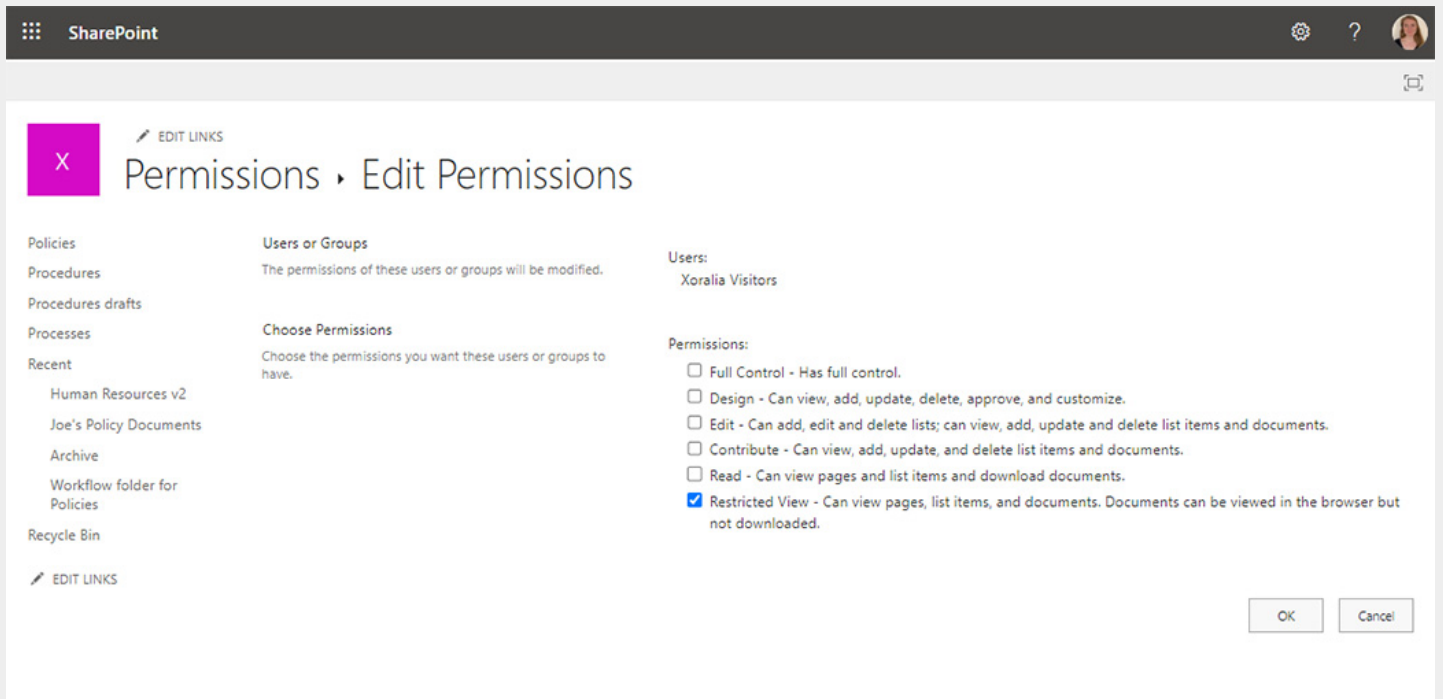 SharePoint
?
EDIT LINKS
X
Permissions ▸ Edit Permissions
Policies
Procedures
Procedures drafts
Processes
Recent
Human Resources v2
Joe's Policy Documents
Archive
Workflow folder for
Policies
Recycle Bin
EDIT LINKS
Users or Groups
The permissions of these users or groups will be modified.
Users:
Xoralia Visitors
Choose Permissions
Choose the permissions you want these users or groups to
have.
Permissions:
Full Control - Has full control.
Design - Can view, add, update, delete, approve, and customize.
Edit - Can add, edit and delete lists; can view, add, update and delete list items and documents.
Contribute - Can view, add, update, and delete list items and documents.
Read - Can view pages and list items and download documents.
Restricted View - Can view pages, list items, and documents. Documents can be viewed in the browser but
not downloaded.
OK
Cancel